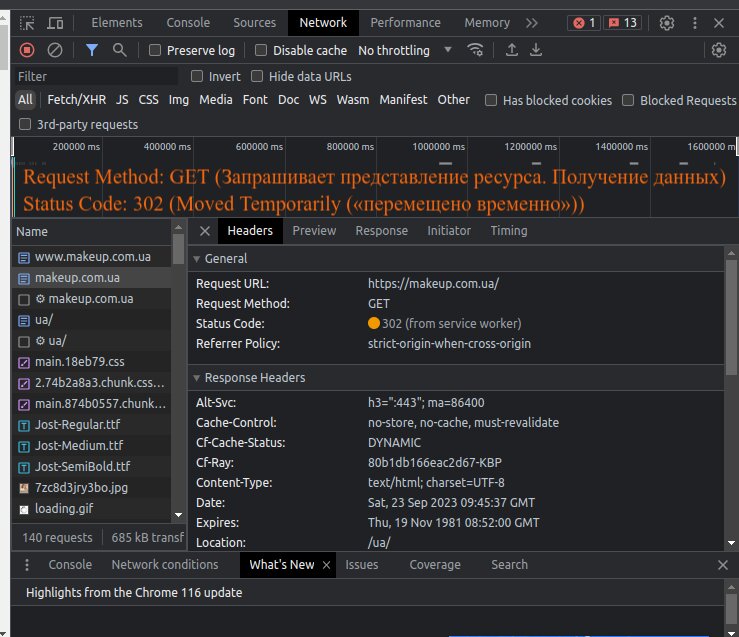 Elements Console Sources Network Performance Memory 1 13
Preserve log Disable cache No throttling
Filter Invert Hide data URLs
All Fetch/XHR JS CSS Img Media Font Doc WS Wasm Manifest Other Has blocked cookies Blocked Requests
3rd-party requests
200000 ms 400000 ms 600000 ms 800000 ms 1000000 ms 1200000 ms 1400000 ms 1600000 m
Request Method: GET (Запрашивает представление ресурса. Получение данных)
Status Code: 302 (Moved Temporarily («перемещено временно»))
Name
www.makeup.com.ua
makeup.com.ua
makeup.com.ua
ua/
ua/
main.18eb79.css
2.74b2a8a3.chunk.css...
main.874b0557.chunk...
Jost-Regular.ttf
Jost-Medium.ttf
Jost-SemiBold.ttf
7zc8d3jry3bo.jpg
loading.gif
140 requests 685 kB transf
Headers Preview Response Initiator Timing
General
Request URL: https://makeup.com.ua/
Request Method: GET
Status Code: 302 (from service worker)
Referrer Policy: strict-origin-when-cross-origin
Response Headers
Alt-Svc: h3=":443"; ma=86400
Cache-Control: no-store, no-cache, must-revalidate
Cf-Cache-Status: DYNAMIC
Cf-Ray: 80b1db166eac2d67-KBP
Content-Type: text/html; charset=UTF-8
Date: Sat, 23 Sep 2023 09:45:37 GMT
Expires: Thu, 19 Nov 1981 08:52:00 GMT
Location: /ua/
Console Network conditions What's New Issues Coverage Search
Highlights from the Chrome 116 update